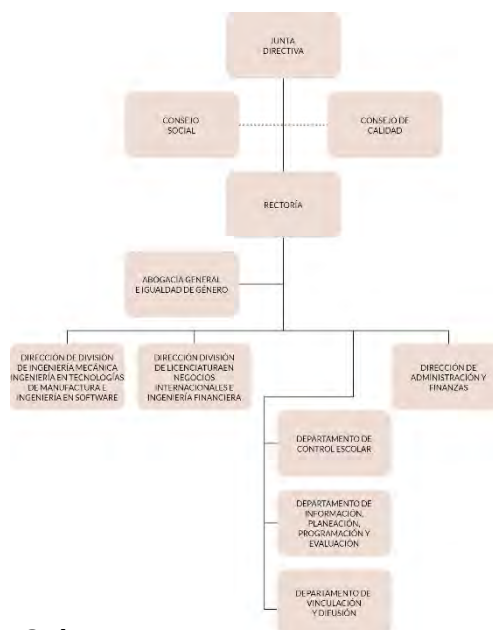 JUNTA
DIRECTIVA
CONSEJO
SOCIAL
CONSEJO DE
CALIDAD
RECTORÍA
ABOGACÍA GENERAL
E IGUALDAD DE GÉNERO
DIRECCIÓN DE DIVISIÓN
DE INGENIERÍA MECÁNICA
INGENIERÍA EN TECNOLOGÍAS
DE MANUFACTURA E
INGENIERÍA EN SOFTWARE
DIRECCIÓN DIVISIÓN
DE LICENCIATURA EN
NEGOCIOS
INTERNACIONALES E
INGENIERÍA FINANCIERA
DIRECCIÓN DE
ADMINISTRACIÓN Y
FINANZAS
DEPARTAMENTO DE
CONTROL ESCOLAR
DEPARTAMENTO DE
INFORMACIÓN,
PLANEACIÓN,
PROGRAMACIÓN Y
EVALUACIÓN
DEPARTAMENTO DE
VINCULACIÓN
Y DIFUSIÓN